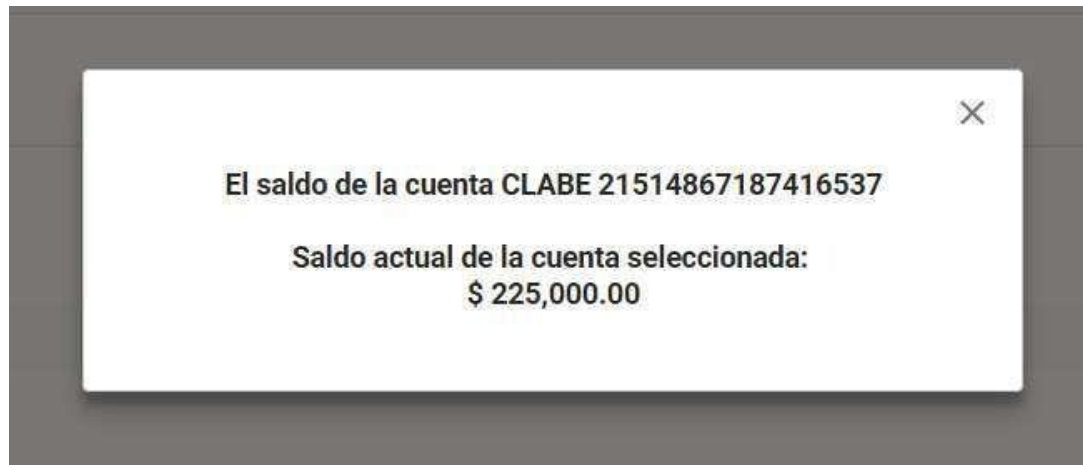 El saldo de la cuenta CLABE 21514867187416537
Saldo actual de la cuenta seleccionada:
$ 225,000.00